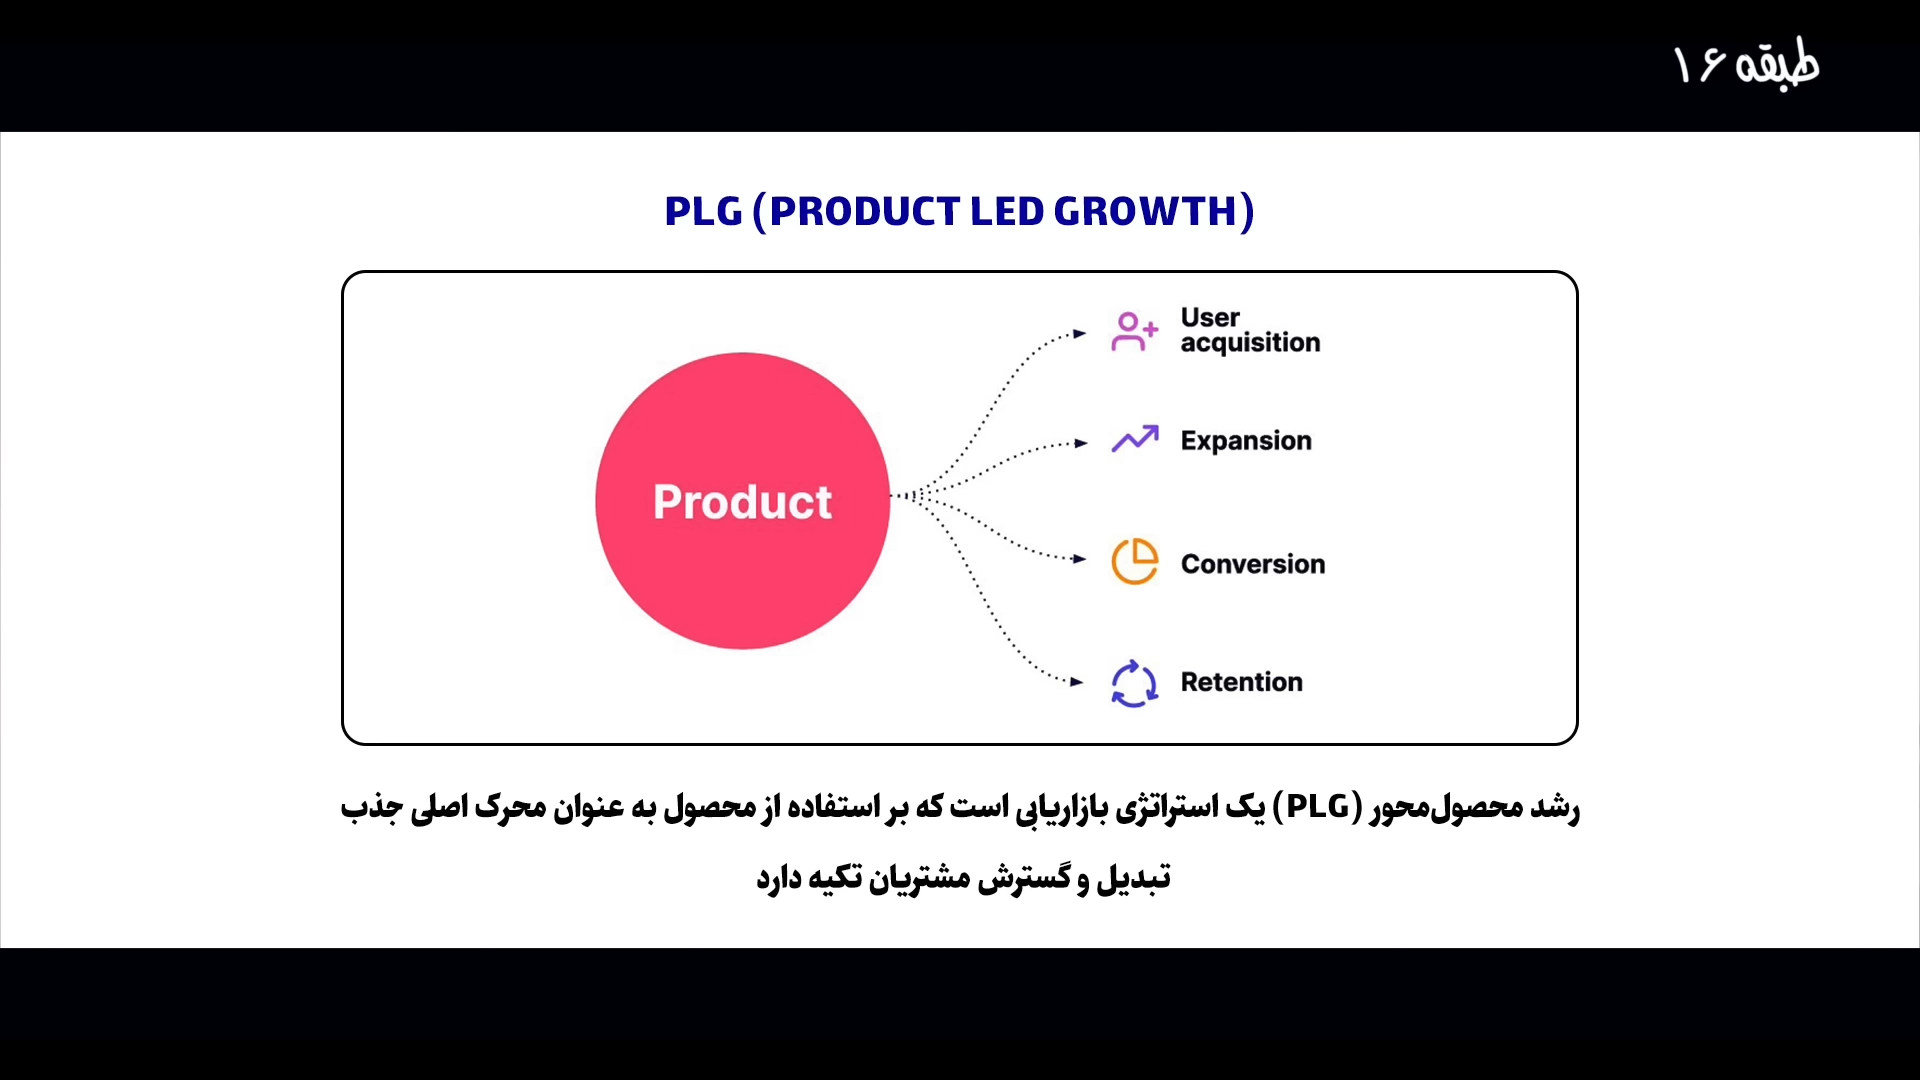 طبقه ۱۶
PLG (PRODUCT LED GROWTH)
Product
User
acquisition
Expansion
Conversion
Retention
رشد محصول‌محور (PLG) یک استراتژی بازاریابی است که بر استفاده از محصول به عنوان محرک اصلی جذب
تبدیل و گسترش مشتریان تکیه دارد